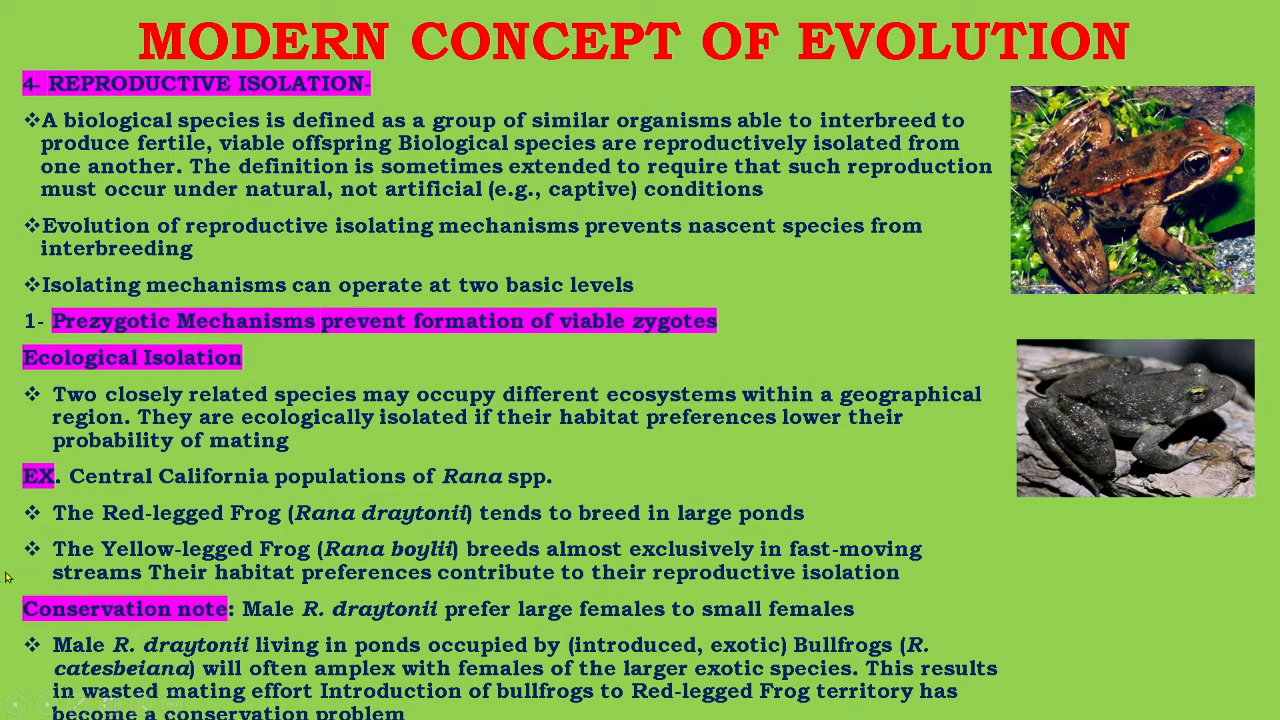 MODERN CONCEPT OF EVOLUTION
4- REPRODUCTIVE ISOLATION-
❖A biological species is defined as a group of similar organisms able to interbreed to
produce fertile, viable offspring Biological species are reproductively isolated from
one another. The definition is sometimes extended to require that such reproduction
must occur under natural, not artificial (e.g., captive) conditions
❖Evolution of reproductive isolating mechanisms prevents nascent species from
interbreeding
❖Isolating mechanisms can operate at two basic levels
1- Prezygotic Mechanisms prevent formation of viable zygotes
Ecological Isolation
❖ Two closely related species may occupy different ecosystems within a geographical
region. They are ecologically isolated if their habitat preferences lower their
probability of mating
EX. Central California populations of Rana spp.
❖ The Red-legged Frog (Rana draytonii) tends to breed in large ponds
❖ The Yellow-legged Frog (Rana boylii) breeds almost exclusively in fast-moving
streams Their habitat preferences contribute to their reproductive isolation
Conservation note: Male R. draytonii prefer large females to small females
❖ Male R. draytonii living in ponds occupied by (introduced, exotic) Bullfrogs (R.
catesbeiana) will often amplex with females of the larger exotic species. This results
in wasted mating effort Introduction of bullfrogs to Red-legged Frog territory has
become a conservation problem